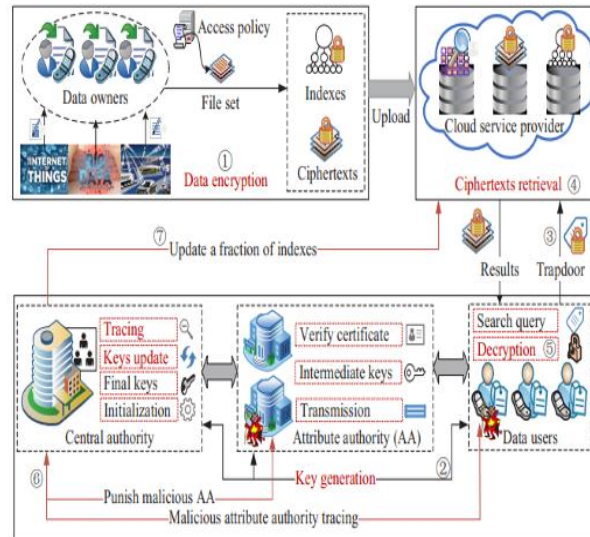 Access policy
Data owners
File set
Indexes
Ciphertexts
Upload
Cloud service provider
INTERNET
OF
THINGS
BIG
DATA
①
Data encryption
Ciphertexts retrieval ④
⑦
Update a fraction of indexes
③
Results
Trapdoor
Tracing
Keys update
Final keys
Initialization
Central authority
Verify certificate
Intermediate keys
Transmission
Attribute authority (AA)
Search query
Decryption ⑤
Data users
⑥
Key generation
②
Punish malicious AA
Malicious attribute authority tracing